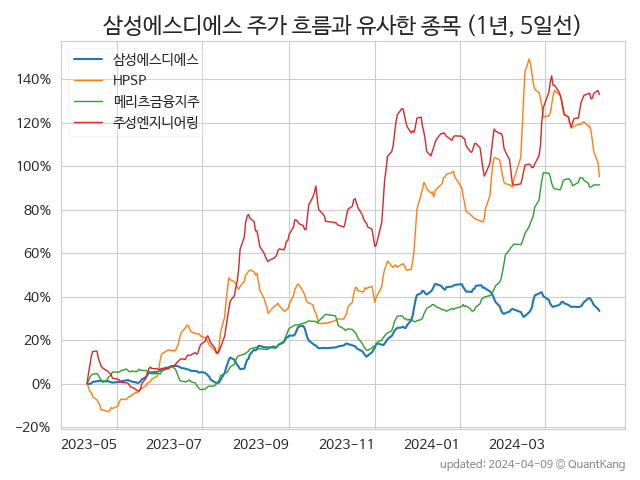 삼성에스디에스 주가 흐름과 유사한 종목 (1년, 5일선)
삼성에스디에스
HPSP
메리츠금융지주
주성엔지니어링
140%
120%
100%
80%
60%
40%
20%
0%
−20%
2023-05 2023-07 2023-09 2023-11 2024-01 2024-03
updated: 2024-04-09 © QuantKang